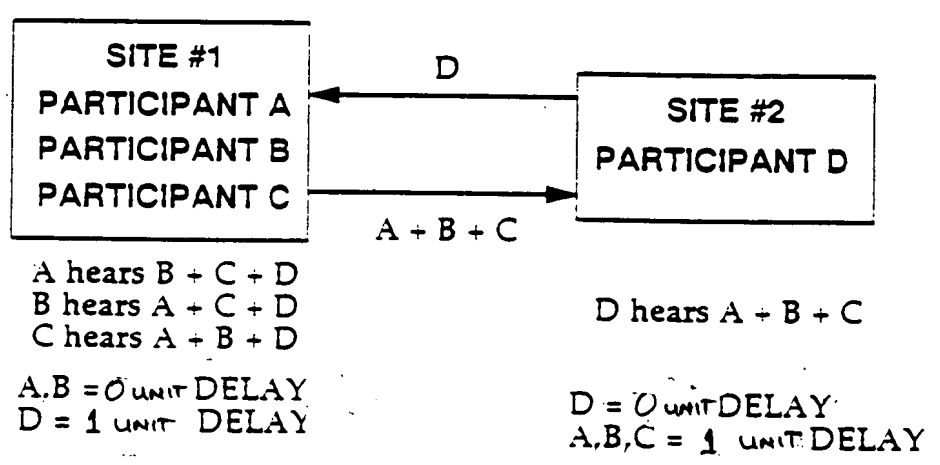 SITE #1
PARTICIPANT A
PARTICIPANT B
PARTICIPANT C
D
A + B + C
SITE #2
PARTICIPANT D
A hears B + C + D
B hears A + C + D
C hears A + B + D
A,B = 0 UNIT DELAY
D = 1 UNIT DELAY
D hears A + B + C
D = 0 UNIT DELAY
A,B,C = 1 UNIT DELAY